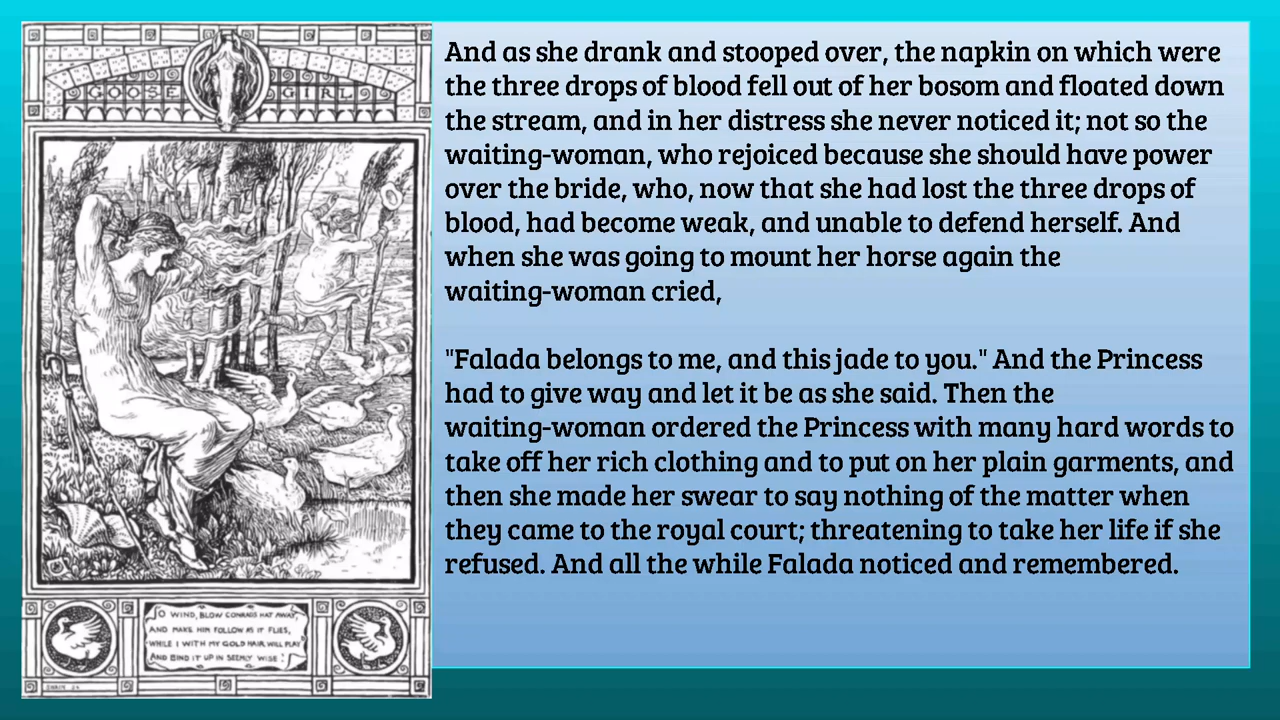 GOOSE GIRL
And as she drank and stooped over, the napkin on which were
the three drops of blood fell out of her bosom and floated down
the stream, and in her distress she never noticed it; not so the
waiting-woman, who rejoiced because she should have power
over the bride, who, now that she had lost the three drops of
blood, had become weak, and unable to defend herself. And
when she was going to mount her horse again the
waiting-woman cried,
"Falada belongs to me, and this jade to you." And the Princess
had to give way and let it be as she said. Then the
waiting-woman ordered the Princess with many hard words to
take off her rich clothing and to put on her plain garments, and
then she made her swear to say nothing of the matter when
they came to the royal court; threatening to take her life if she
refused. And all the while Falada noticed and remembered.
O WIND, BLOW CONRAD'S HAT AWAY,
AND MAKE HIM FOLLOW AS IT FLIES,
WHILE I WITH MY GOLD HAIR WILL PLAY
AND BIND IT UP IN SEEMLY WISE!